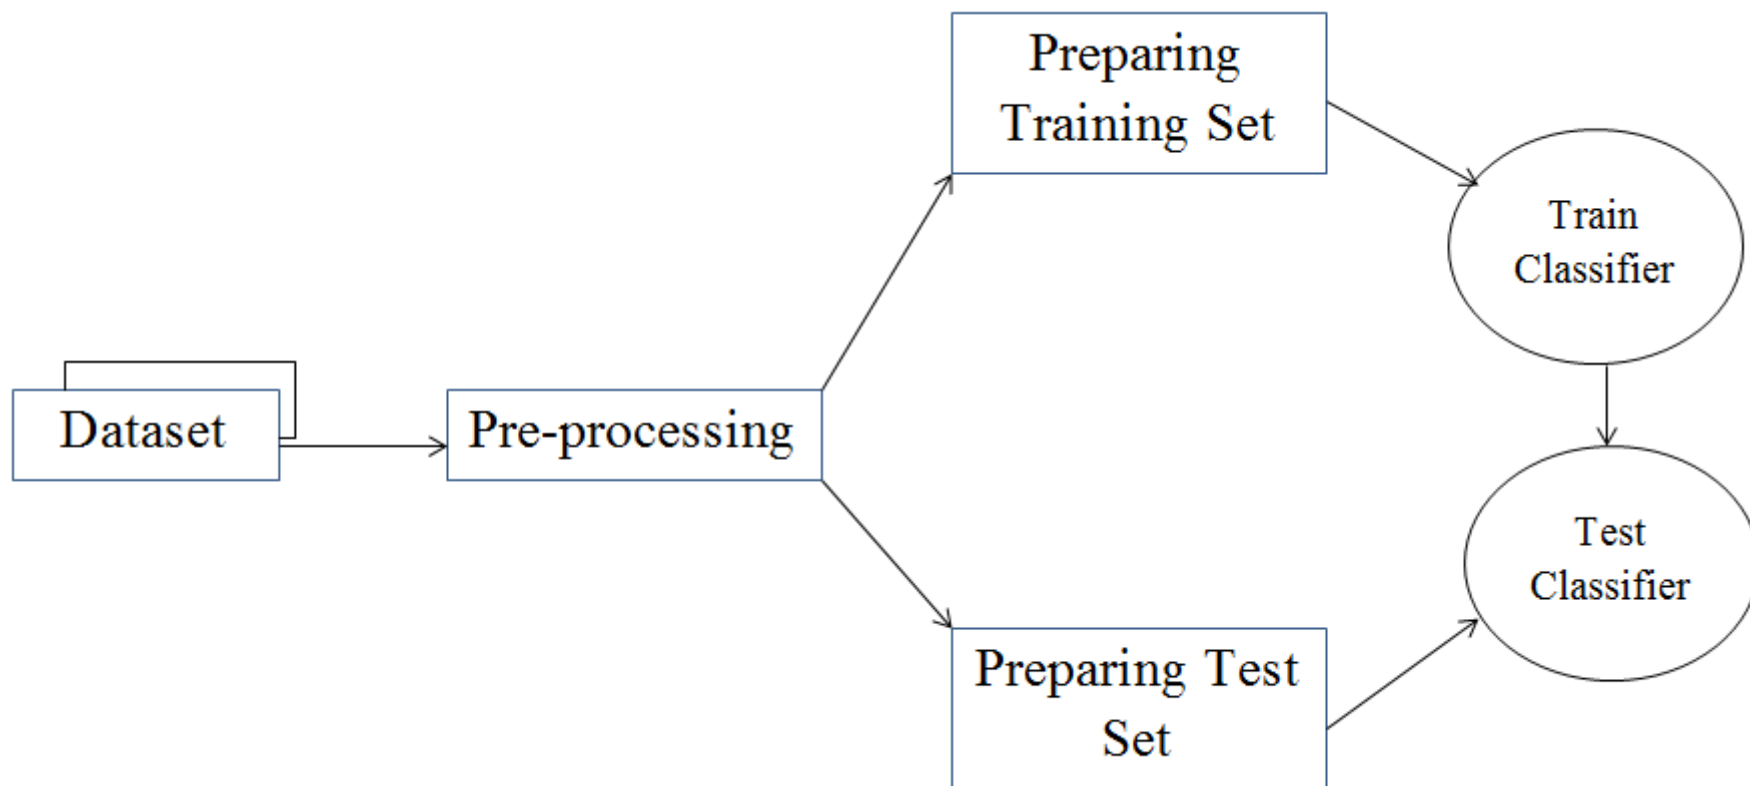 Dataset
Pre-processing
Preparing
Training Set
Train
Classifier
Test
Classifier
Preparing Test
Set